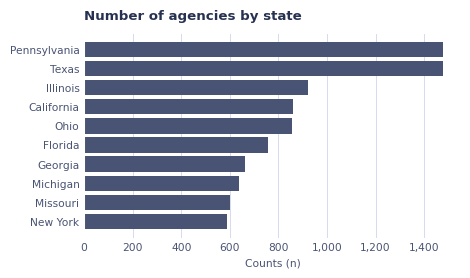 Number of agencies by state
Pennsylvania
Texas
Illinois
California
Ohio
Florida
Georgia
Michigan
Missouri
New York
0 200 400 600 800 1,000 1,200 1,400
Counts (n)